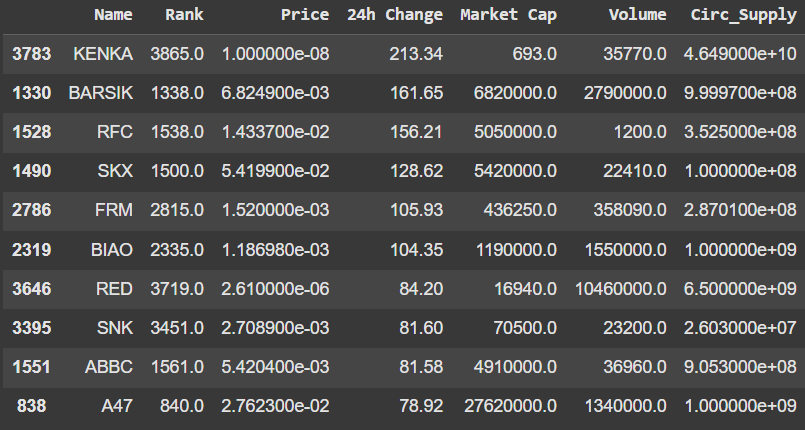 Name Rank Price 24h Change Market Cap Volume Circ_Supply
3783 KENKA 3865.0 1.000000e-08 213.34 693.0 35770.0 4.649000e+10
1330 BARSIK 1338.0 6.824900e-03 161.65 6820000.0 2790000.0 9.999700e+08
1528 RFC 1538.0 1.433700e-02 156.21 5050000.0 1200.0 3.525000e+08
1490 SKX 1500.0 5.419900e-02 128.62 5420000.0 22410.0 1.000000e+08
2786 FRM 2815.0 1.520000e-03 105.93 436250.0 358090.0 2.870100e+08
2319 BIAO 2335.0 1.186980e-03 104.35 1190000.0 1550000.0 1.000000e+09
3646 RED 3719.0 2.610000e-06 84.20 16940.0 10460000.0 6.500000e+09
3395 SNK 3451.0 2.708900e-03 81.60 70500.0 23200.0 2.603000e+07
1551 ABBC 1561.0 5.420400e-03 81.58 4910000.0 36960.0 9.053000e+08
838 A47 840.0 2.762300e-02 78.92 27620000.0 1340000.0 1.000000e+09